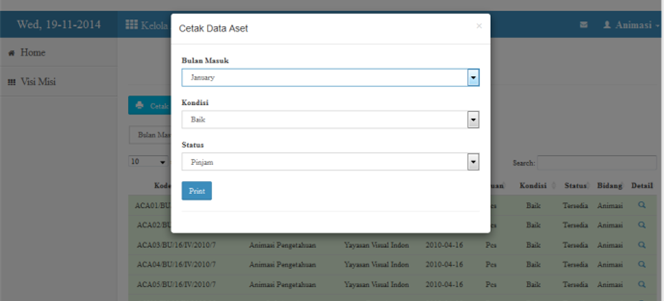 Wed, 19-11-2014
Kelola
Animasi
Home
Visi Misi
Cetak Data Aset
×
Bulan Masuk
January
Kondisi
Baik
Status
Pinjam
Print
Cetak
Bulan Mas
10
Search:
Kode
uan Kondisi Status Bidang Detail
ACA01/BU
Pcs Baik Tersedia Animasi
ACA02/BU
Pcs Baik Tersedia Animasi
ACA03/BU/16/IV/2010/7 Animasi Pengetahuan Yayasan Visual Indon 2010-04-16 Pcs Baik Tersedia Animasi
ACA04/BU/16/IV/2010/7 Animasi Pengetahuan Yayasan Visual Indon 2010-04-16 Pcs Baik Tersedia Animasi
ACA05/BU/16/IV/2010/7 Animasi Pengetahuan Yayasan Visual Indon 2010-04-16 Pcs Baik Tersedia Animasi